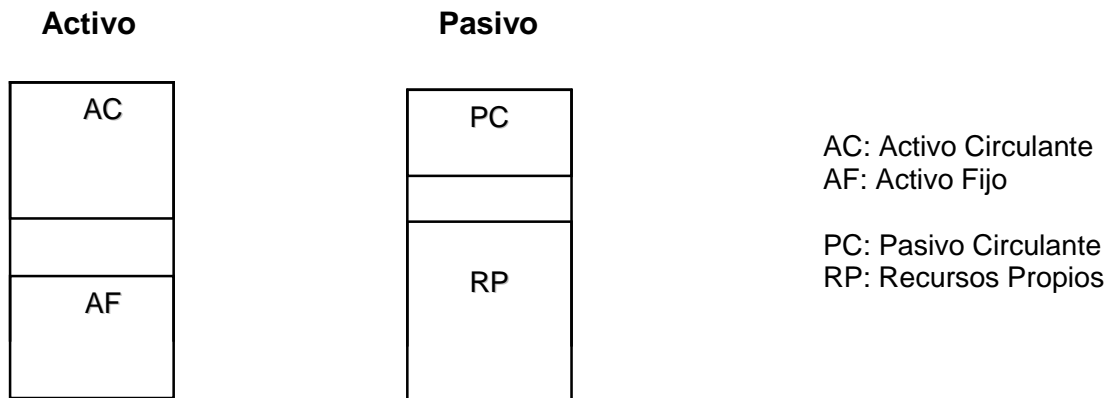 Activo
Pasivo
AC
PC
AF
RP
AC: Activo Circulante
AF: Activo Fijo
PC: Pasivo Circulante
RP: Recursos Propios